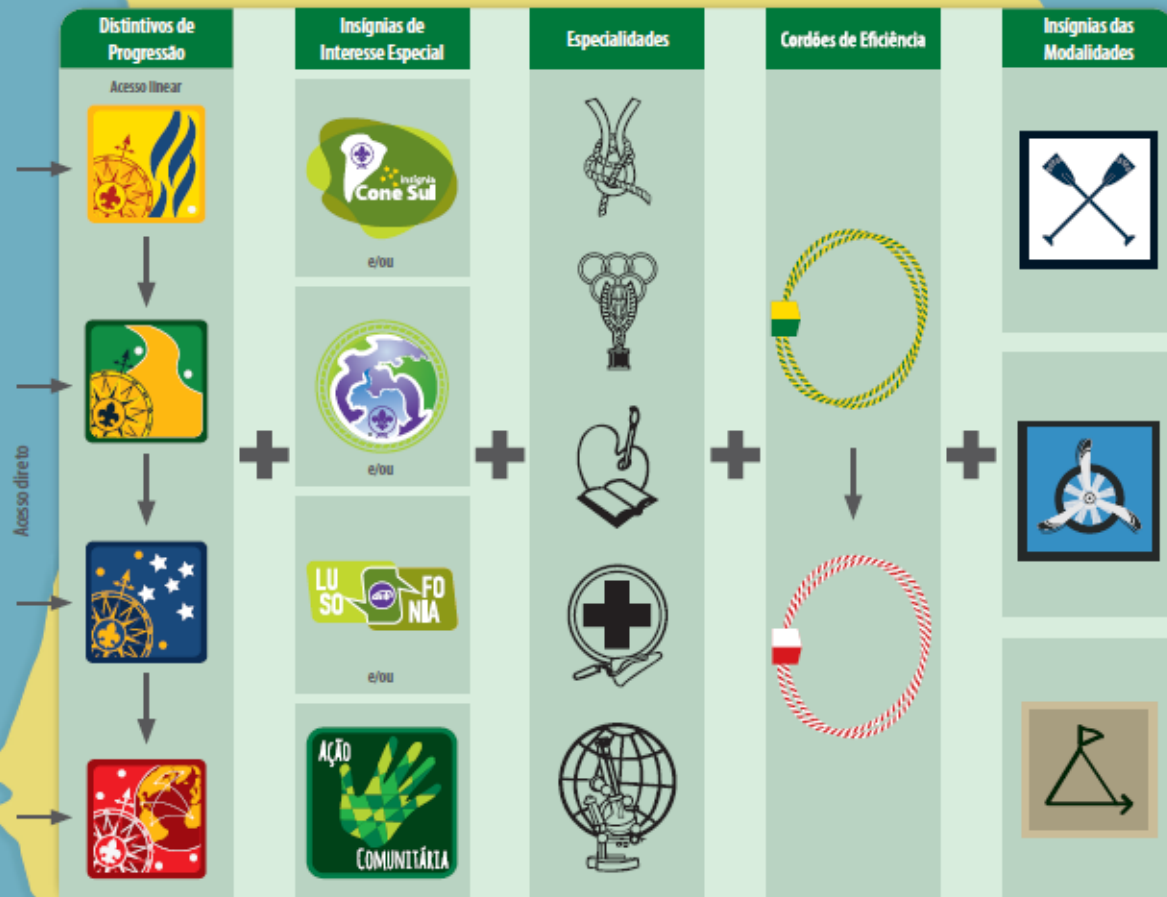 Distintivos de
Progressão
Insígnias de
Interesse Especial
Especialidades
Cordões de Eficiência
Insígnias das
Modalidades
Acesso linear
Acesso direto
insígnia
Cone Sul
e/ou
e/ou
LU
SO
FO
NIA
e/ou
AÇÃO
COMUNITÁRIA